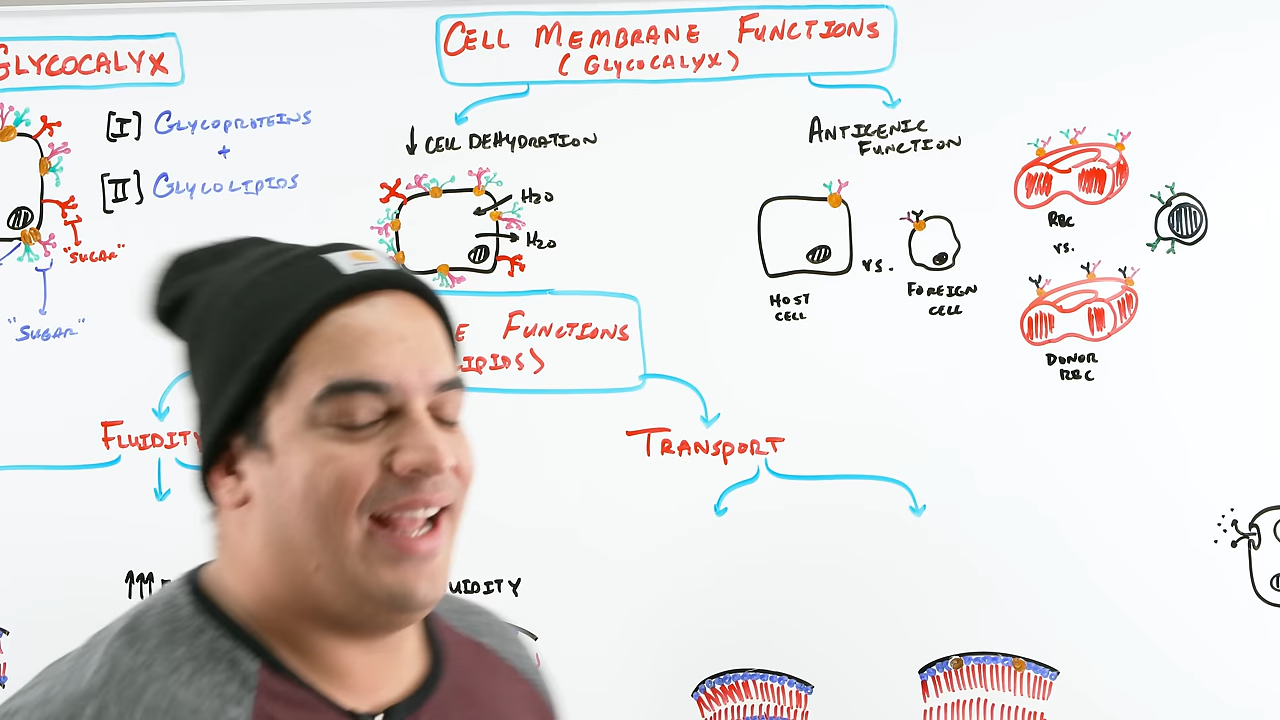 GLYCOCALYX
[I] GLYCOPROTEINS
+
[II] GLYCOLIPIDS
"SUGAR"
"SUGAR"
CELL MEMBRANE FUNCTIONS
(GLYCOCALYX)
↓ CELL DEHYDRATION
H2O
H2O
ANTIGENIC
FUNCTION
HOST
CELL
vs.
FOREIGN
CELL
RBC
vs.
DONOR
RBC
FUNCTIONS
FLUIDITY
TRANSPORT
↑↑↑